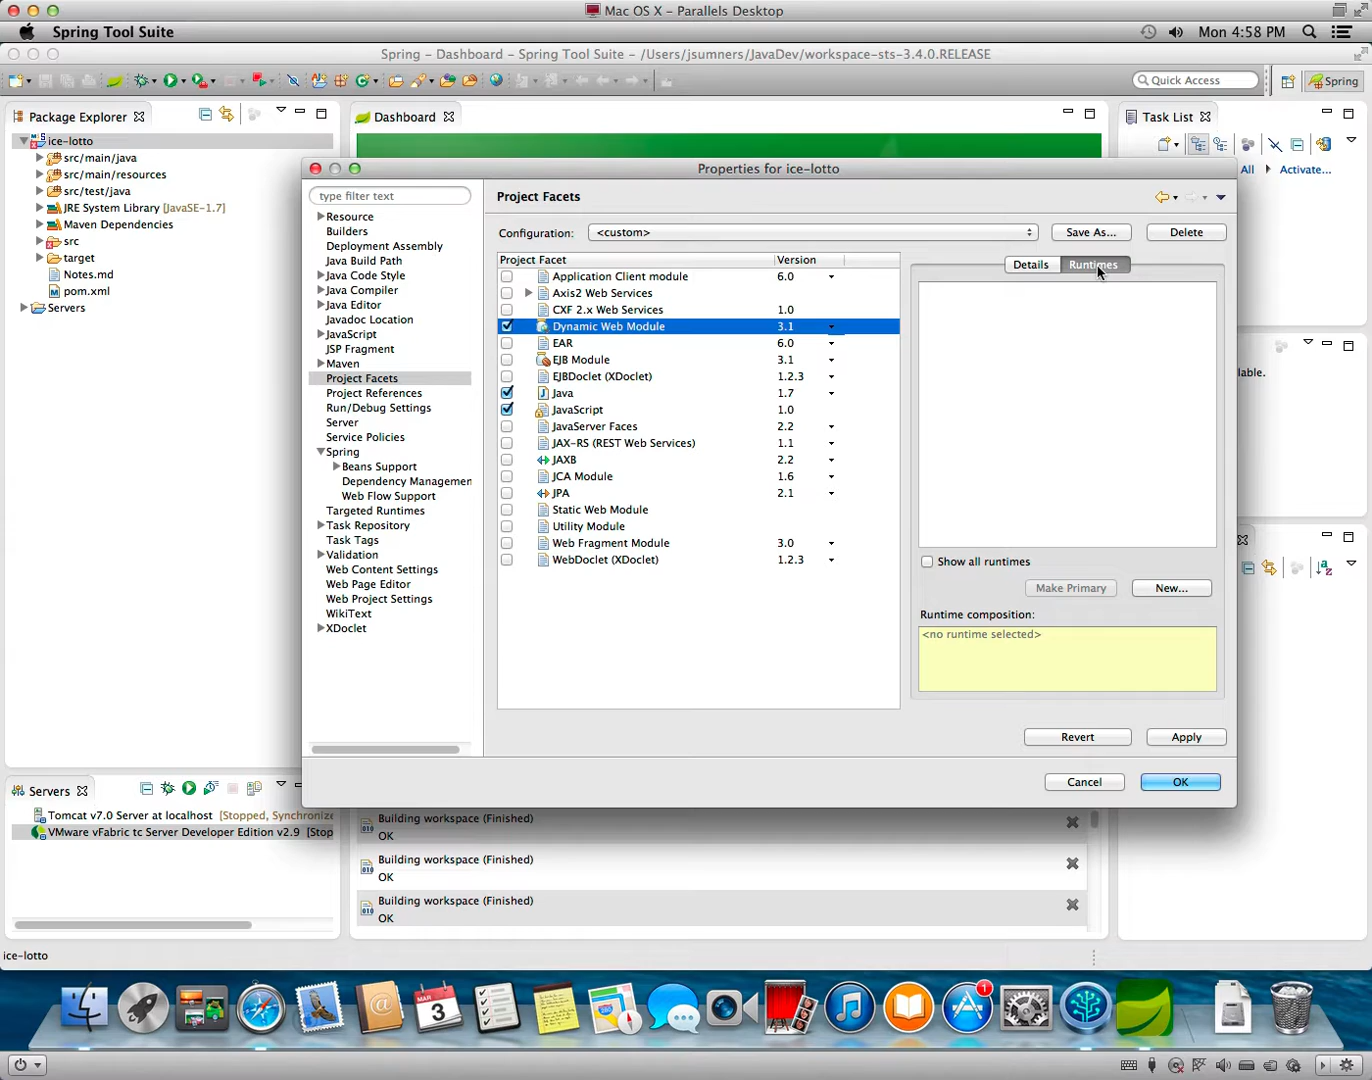 Mac OS X - Parallels Desktop
Spring Tool Suite
Mon 4:58 PM
Spring – Dashboard – Spring Tool Suite – /Users/jsumners/JavaDev/workspace-sts-3.4.0.RELEASE
Quick Access
Spring
Package Explorer
Dashboard
Task List
ice-lotto
src/main/java
src/main/resources
src/test/java
JRE System Library [JavaSE-1.7]
Maven Dependencies
src
target
Notes.md
pom.xml
Servers
All
Activate...
lable.
Properties for ice-lotto
type filter text
Resource
Builders
Deployment Assembly
Java Build Path
Java Code Style
Java Compiler
Java Editor
Javadoc Location
JavaScript
JSP Fragment
Maven
Project Facets
Project References
Run/Debug Settings
Server
Service Policies
Spring
Beans Support
Dependency Managemen
Web Flow Support
Targeted Runtimes
Task Repository
Task Tags
Validation
Web Content Settings
Web Page Editor
Web Project Settings
WikiText
XDoclet
Project Facets
Configuration:
<custom>
Save As...
Delete
Project Facet Version
Application Client module 6.0
Axis2 Web Services
CXF 2.x Web Services 1.0
Dynamic Web Module 3.1
EAR 6.0
EJB Module 3.1
EJBDoclet (XDoclet) 1.2.3
Java 1.7
JavaScript 1.0
JavaServer Faces 2.2
JAX-RS (REST Web Services) 1.1
JAXB 2.2
JCA Module 1.6
JPA 2.1
Static Web Module
Utility Module
Web Fragment Module 3.0
WebDoclet (XDoclet) 1.2.3
Details
Runtimes
Show all runtimes
Make Primary
New...
Runtime composition:
<no runtime selected>
Revert
Apply
Cancel
OK
Servers
Tomcat v7.0 Server at localhost [Stopped, Synchronize
VMware vFabric tc Server Developer Edition v2.9 [Stop
Building workspace (Finished)
OK
Building workspace (Finished)
OK
Building workspace (Finished)
OK
ice-lotto
MAR
3
1